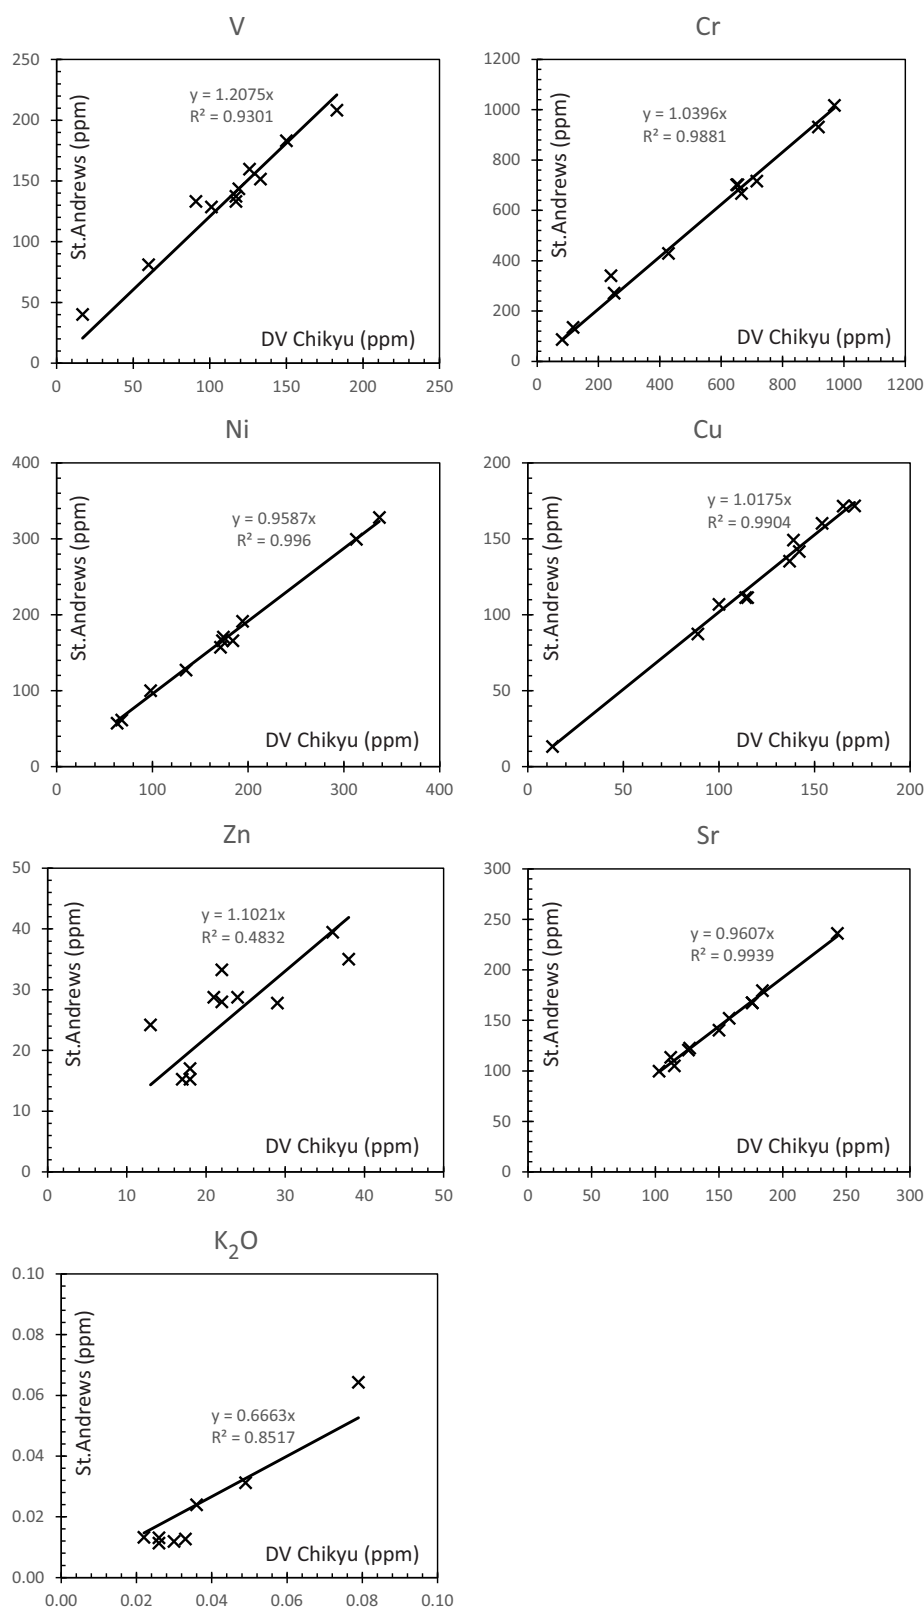 V
y = 1.2075x
R² = 0.9301
St.Andrews (ppm)
DV Chikyu (ppm)
250
200
150
100
50
0
0 50 100 150 200 250
Cr
y = 1.0396x
R² = 0.9881
St.Andrews (ppm)
DV Chikyu (ppm)
1200
1000
800
600
400
200
0
0 200 400 600 800 1000 1200
Ni
y = 0.9587x
R² = 0.996
St.Andrews (ppm)
DV Chikyu (ppm)
400
300
200
100
0
0 100 200 300 400
Cu
y = 1.0175x
R² = 0.9904
St.Andrews (ppm)
DV Chikyu (ppm)
200
150
100
50
0
0 50 100 150 200
Zn
y = 1.1021x
R² = 0.4832
St.Andrews (ppm)
DV Chikyu (ppm)
50
40
30
20
10
0
0 10 20 30 40 50
Sr
y = 0.9607x
R² = 0.9939
St.Andrews (ppm)
DV Chikyu (ppm)
300
250
200
150
100
50
0
0 50 100 150 200 250 300
K₂O
y = 0.6663x
R² = 0.8517
St.Andrews (ppm)
DV Chikyu (ppm)
0.10
0.08
0.06
0.04
0.02
0.00
0.00 0.02 0.04 0.06 0.08 0.10